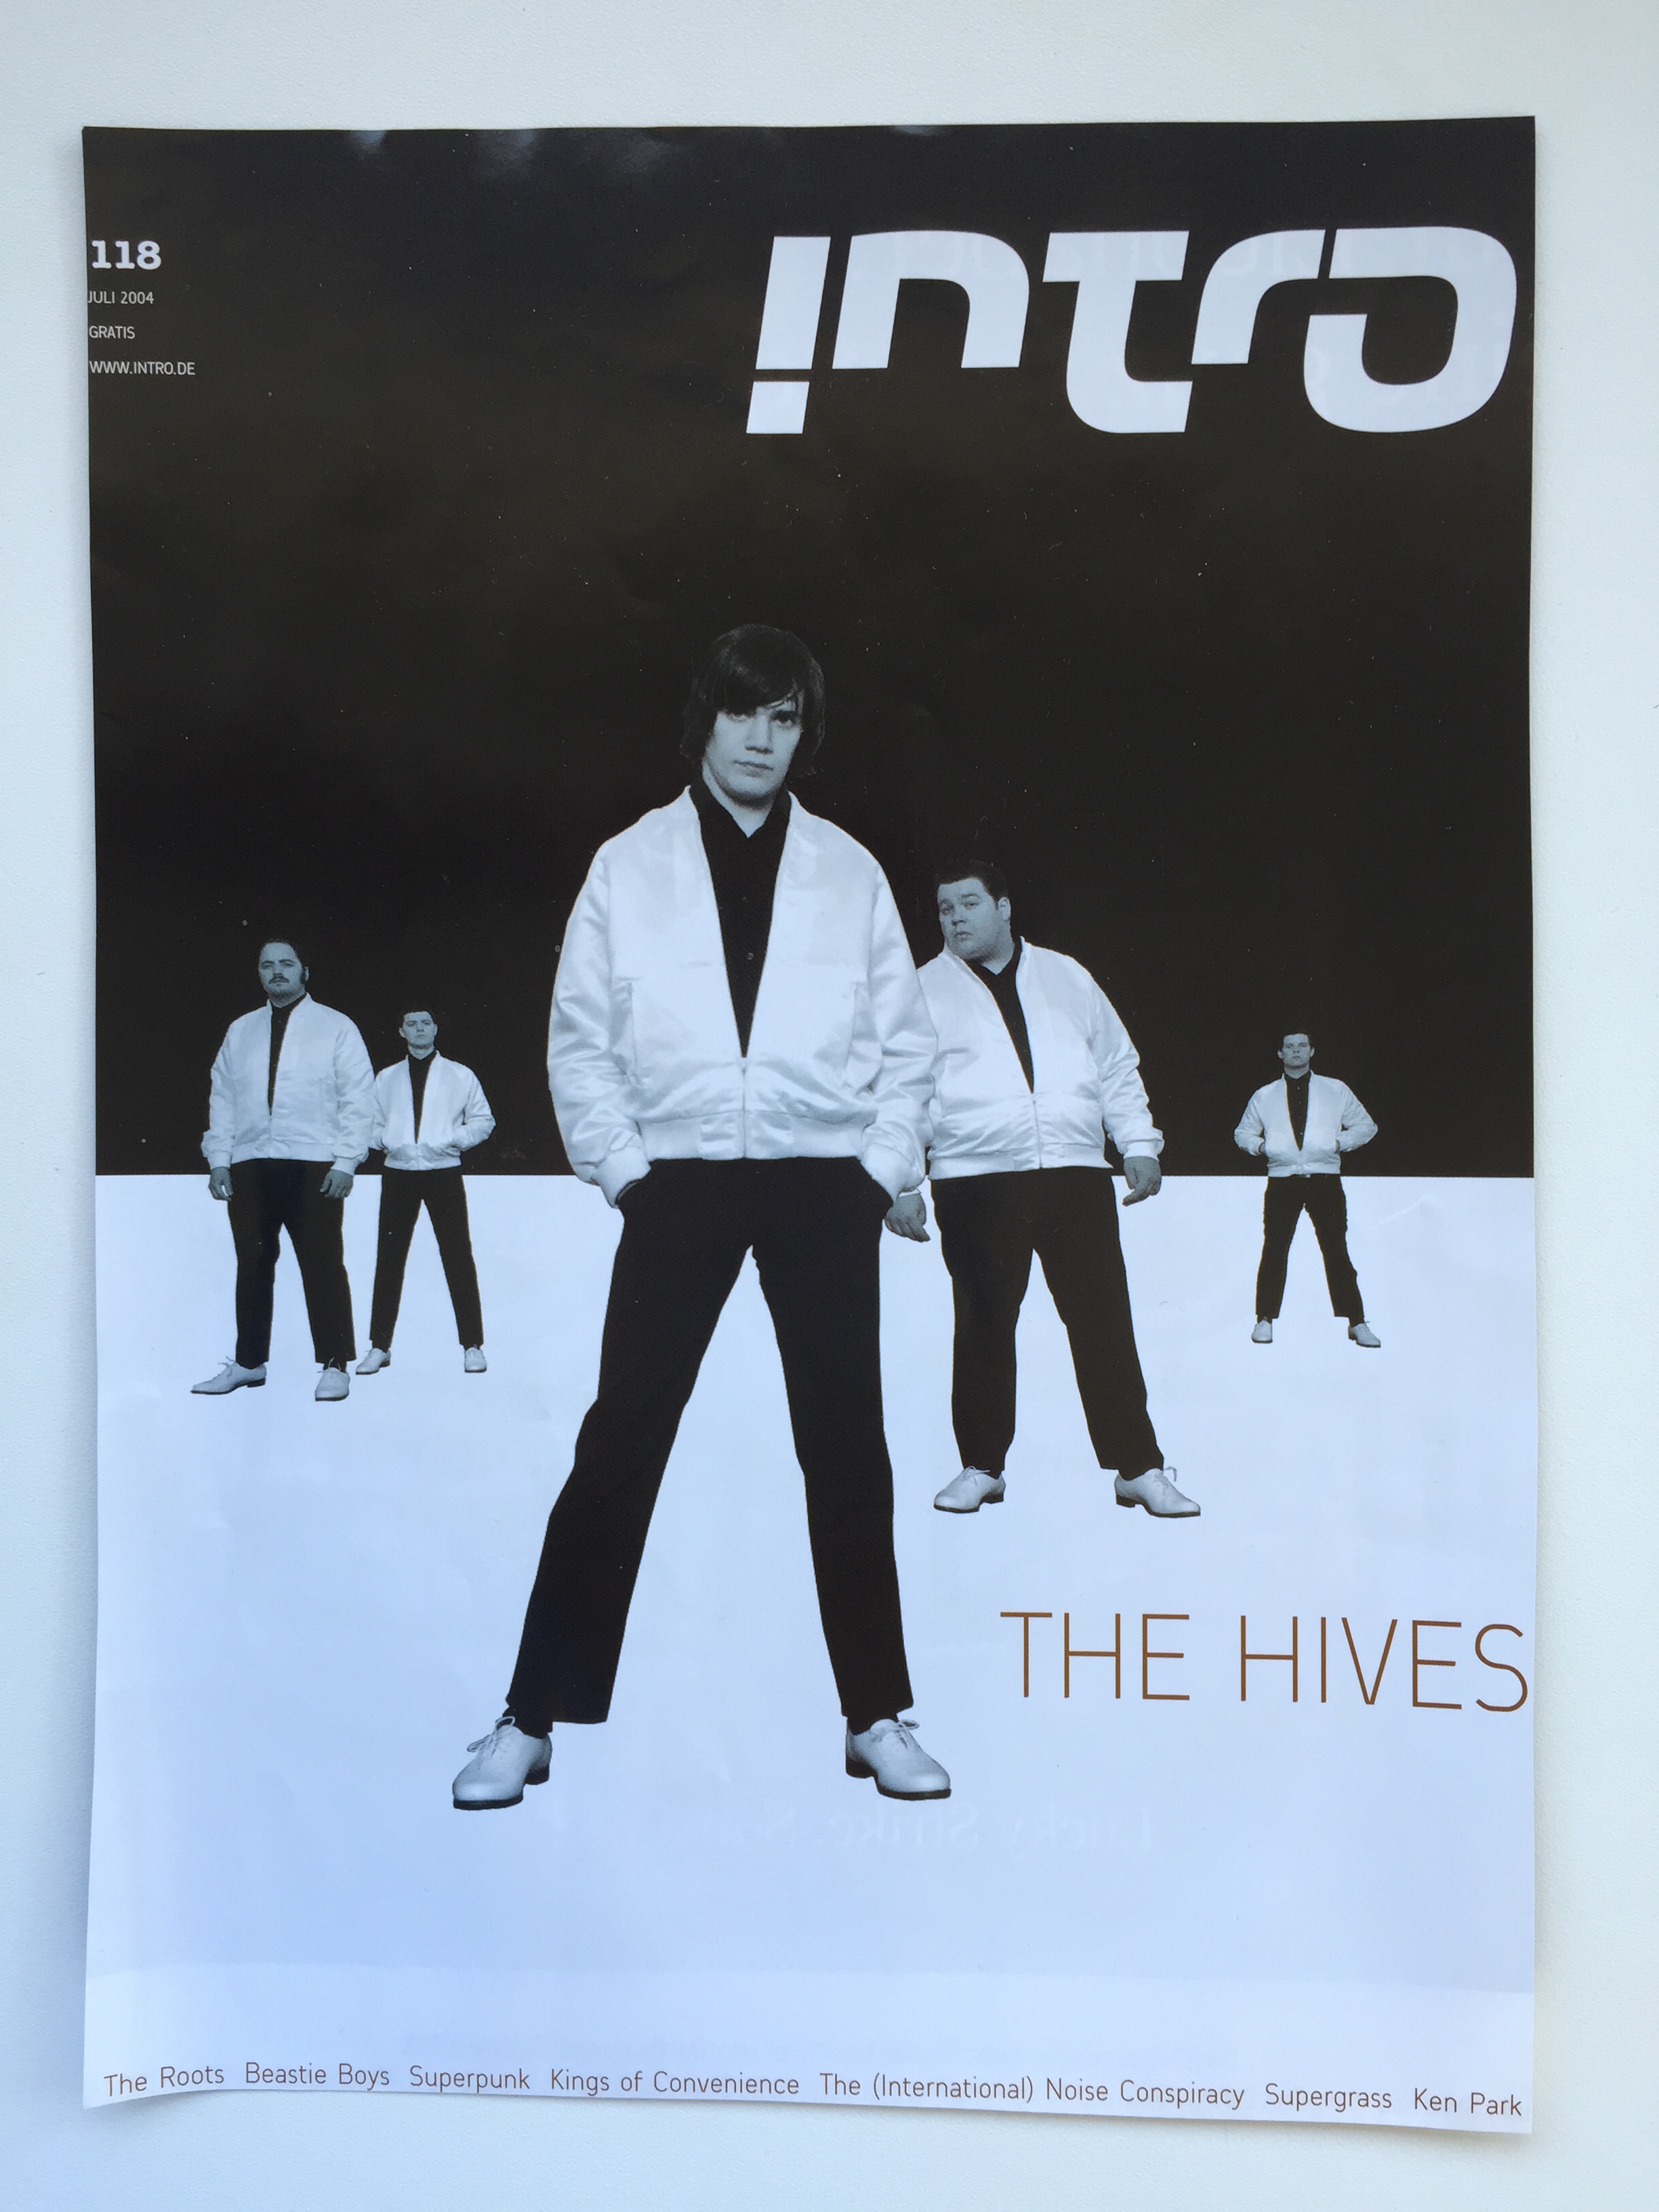 118
JULI 2004
GRATIS
WWW.INTRO.DE
intro
THE HIVES
The Roots Beastie Boys Superpunk Kings of Convenience The (International) Noise Conspiracy Supergrass Ken Park